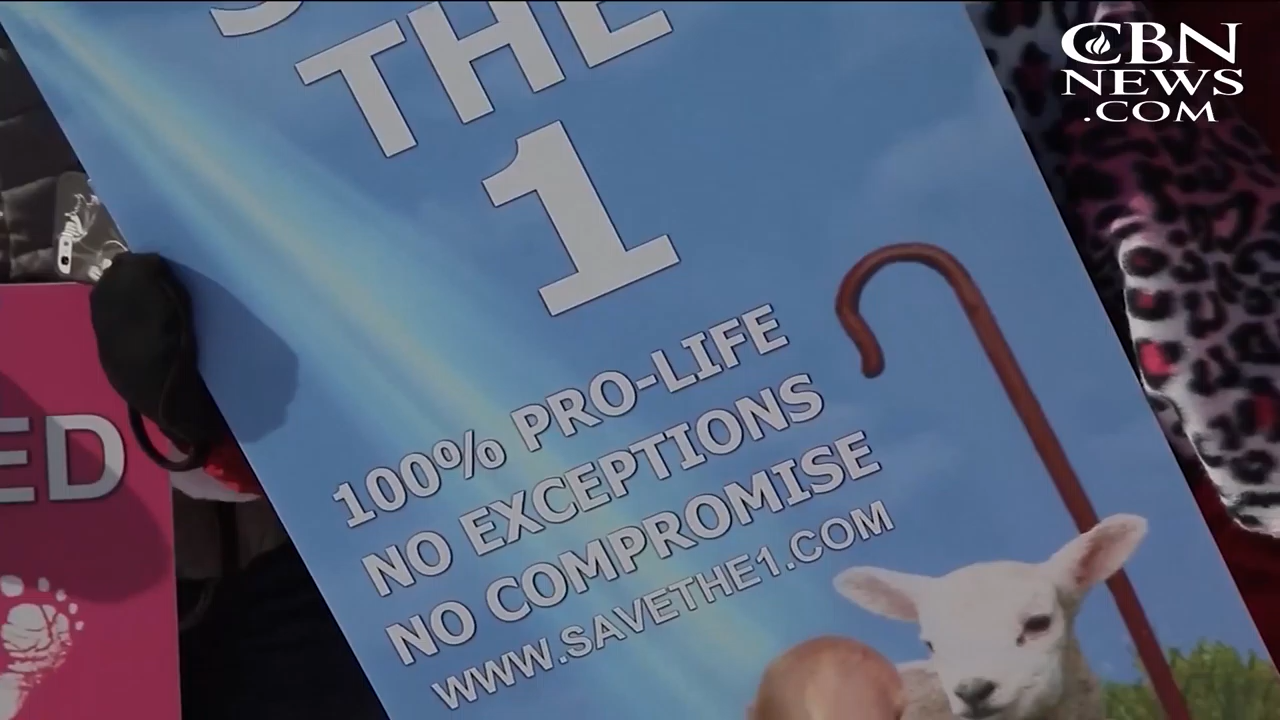 THE
1
100% PRO-LIFE
NO EXCEPTIONS
NO COMPROMISE
WWW.SAVETHE1.COM
ED
CBN
NEWS
.COM